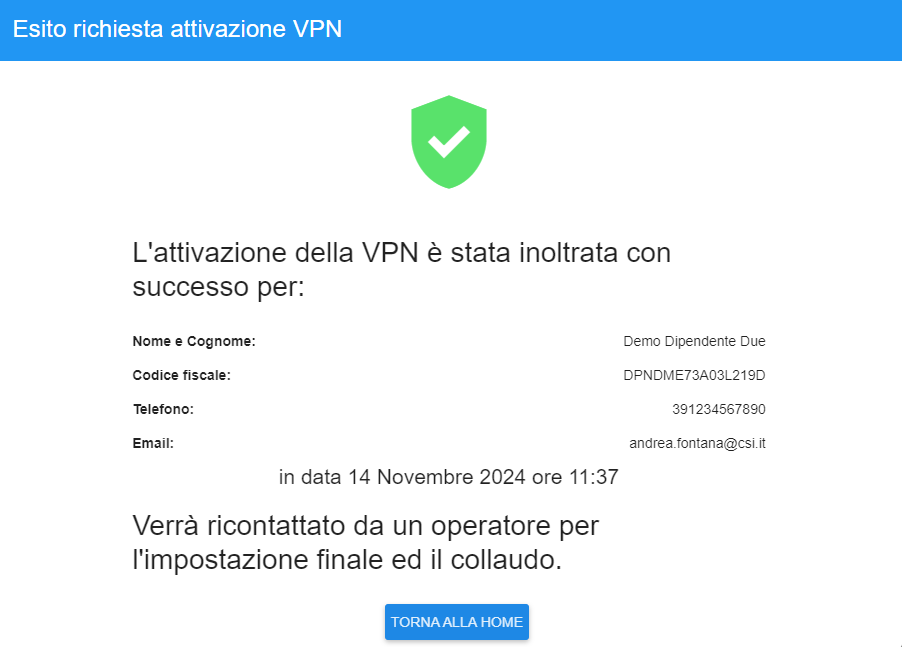 Esito richiesta attivazione VPN
L'attivazione della VPN è stata inoltrata con
successo per:
Nome e Cognome: Demo Dipendente Due
Codice fiscale: DPNDME73A03L219D
Telefono: 391234567890
Email: andrea.fontana@csi.it
in data 14 Novembre 2024 ore 11:37
Verrà ricontattato da un operatore per
l'impostazione finale ed il collaudo.
TORNA ALLA HOME